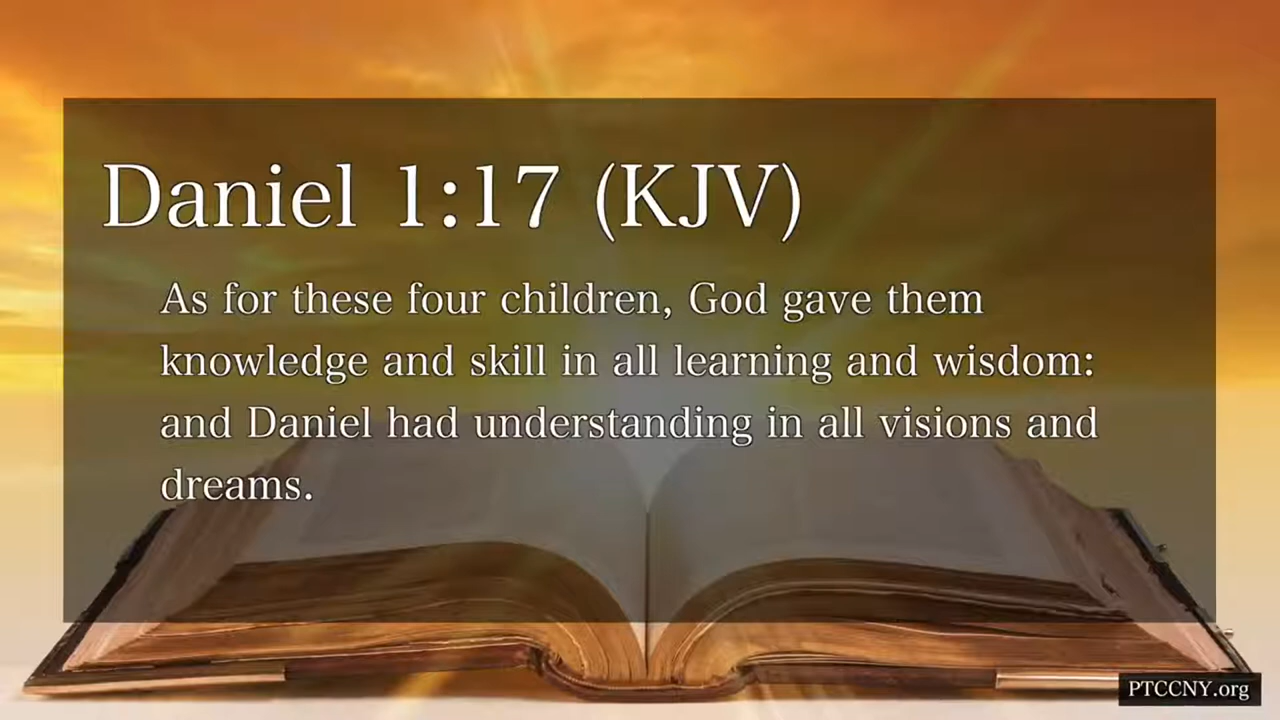 Daniel 1:17 (KJV)
As for these four children, God gave them
knowledge and skill in all learning and wisdom:
and Daniel had understanding in all visions and
dreams.
PTCCNY.org